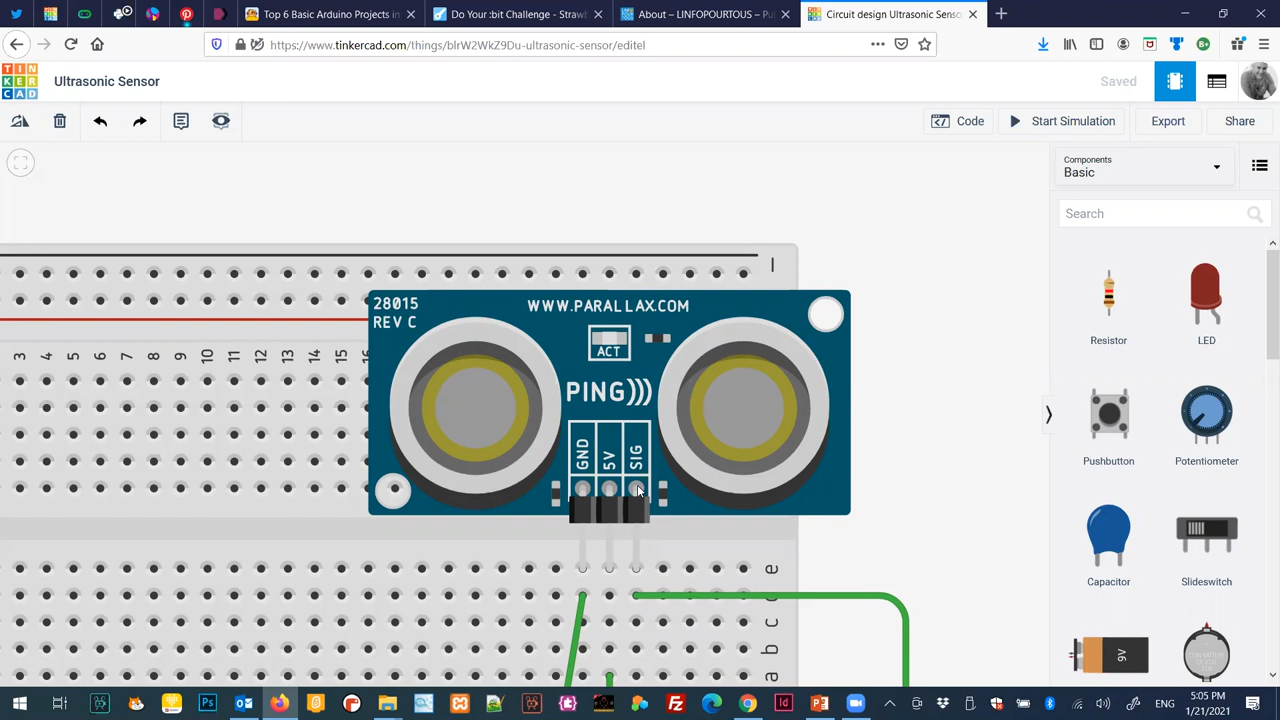 Top 6 Basic Arduino Projects in
Do Your :bit Challenge - Strawb
About – LINFOPOURTOUS – Pu
Circuit design Ultrasonic Senso
https://www.tinkercad.com/things/blrW2WkZ9Du-ultrasonic-sensor/editel
TIN
KER
CAD
Ultrasonic Sensor
Saved
Code
Start Simulation
Export
Share
Components
Basic
Search
28015
REV C
WWW.PARALLAX.COM
ACT
PING)))
GND
5V
SIG
3 4 5 6 7 8 9 10 11 12 13 14 15
e
c
b
a
Resistor
LED
Pushbutton
Potentiometer
Capacitor
Slideswitch
9V
ENG
5:05 PM
1/21/2021